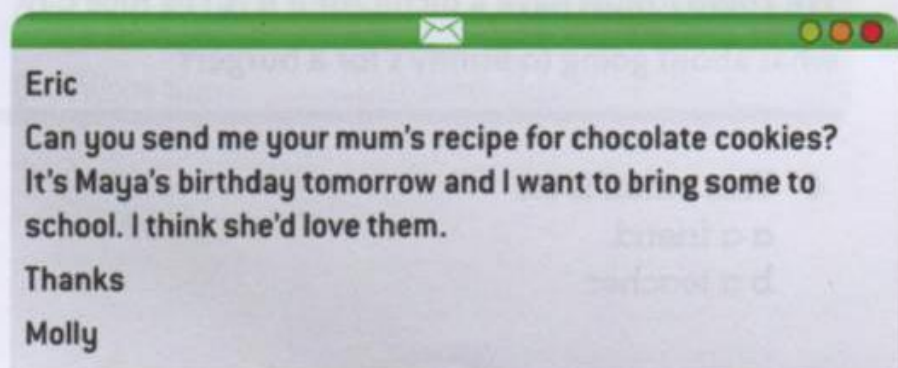 Eric
Can you send me your mum's recipe for chocolate cookies?
It's Maya's birthday tomorrow and I want to bring some to
school. I think she'd love them.
Thanks
Molly